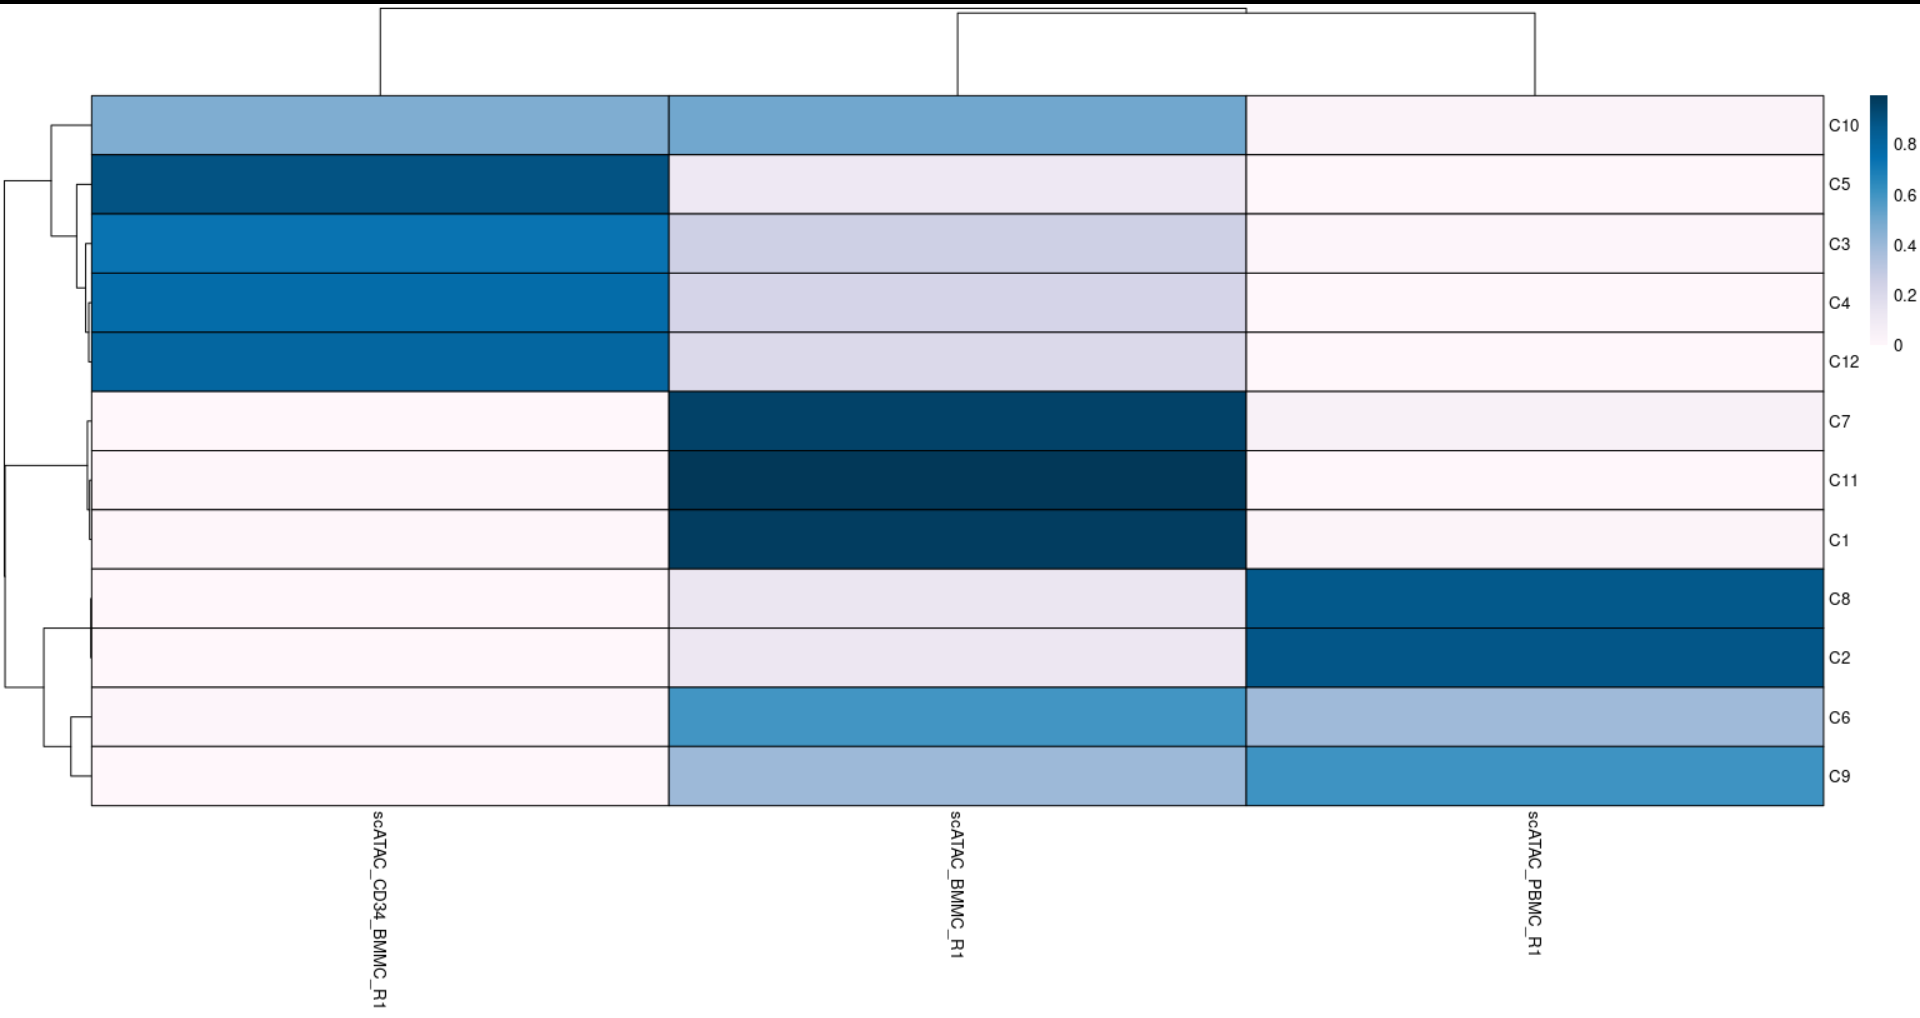 C10
C5
C3
C4
C12
C7
C11
C1
C8
C2
C6
C9
0.8
0.6
0.4
0.2
0
scATAC_CD34_BMMC_R1
scATAC_BMMC_R1
scATAC_PBMC_R1